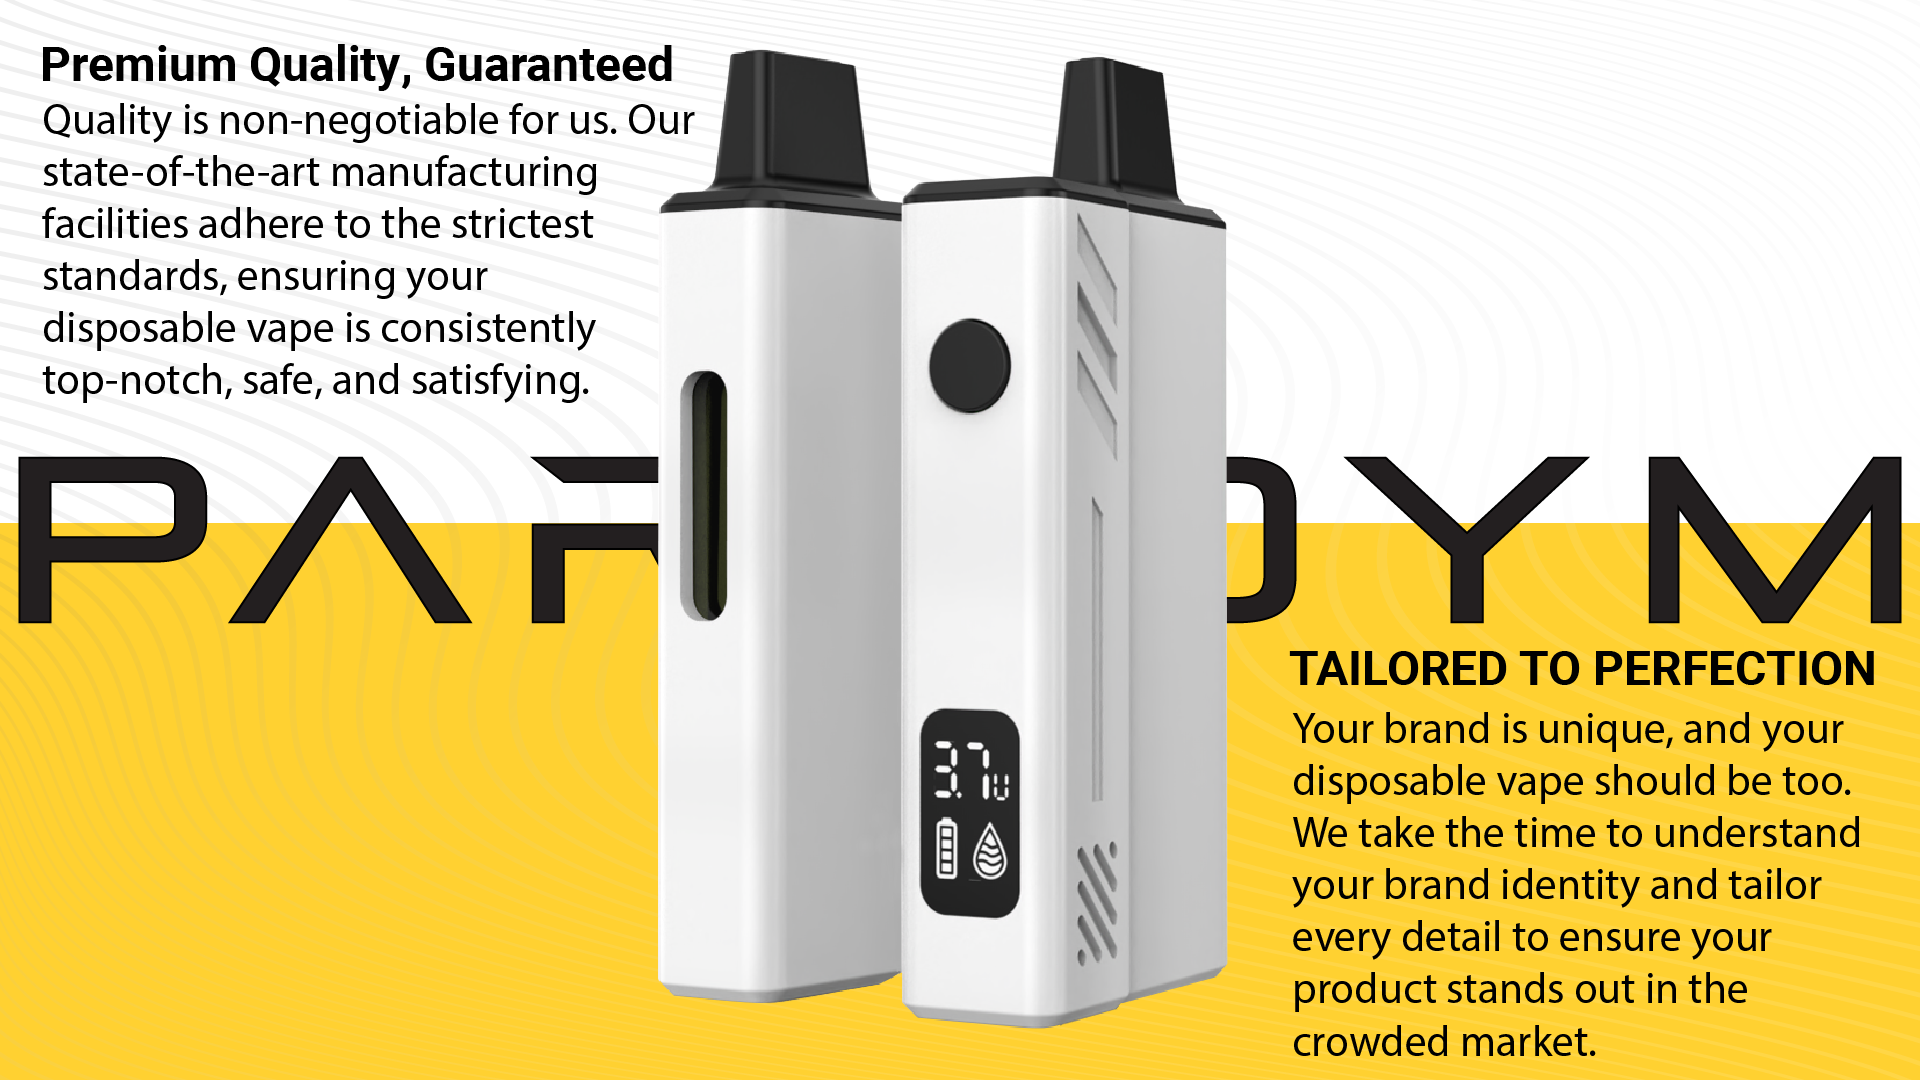 Premium Quality, Guaranteed
Quality is non-negotiable for us. Our
state-of-the-art manufacturing
facilities adhere to the strictest
standards, ensuring your
disposable vape is consistently
top-notch, safe, and satisfying.
3.7U
TAILORED TO PERFECTION
Your brand is unique, and your
disposable vape should be too.
We take the time to understand
your brand identity and tailor
every detail to ensure your
product stands out in the
crowded market.